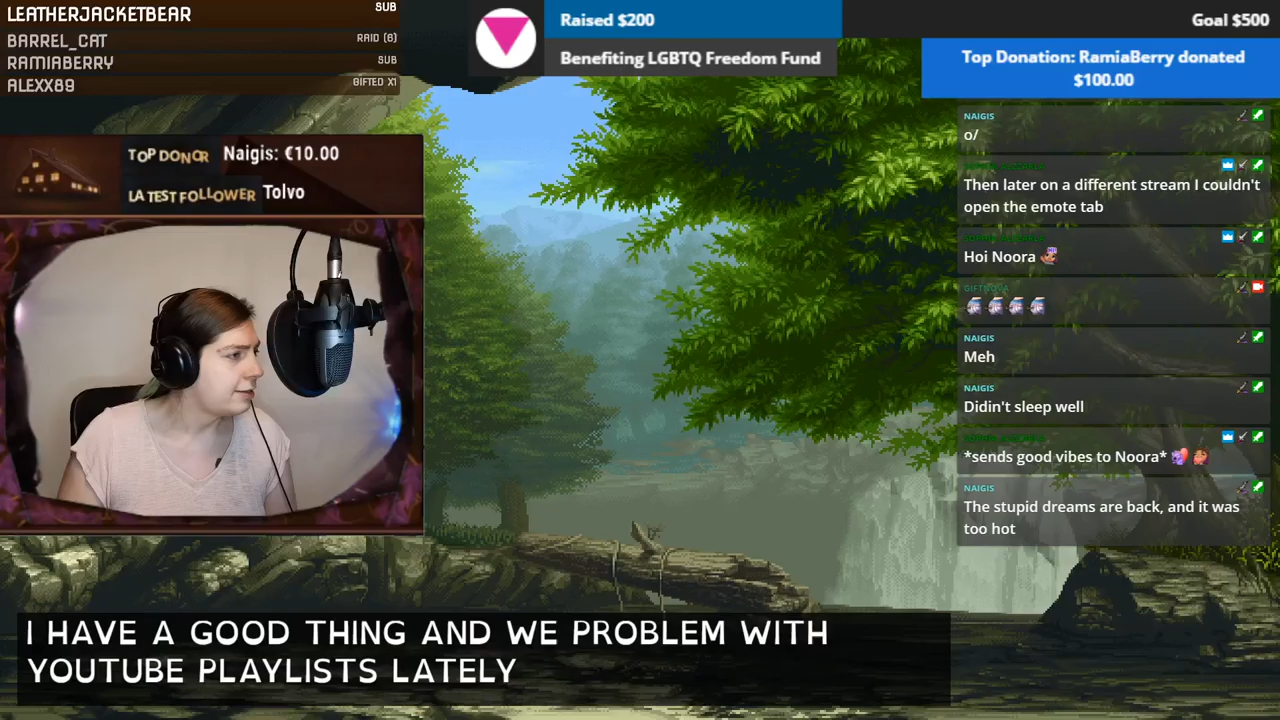 LEATHERJACKETBEAR SUB
BARREL_CAT RAID (6)
RAMIABERRY SUB
ALEXX89 GIFTED X1
Raised $200
Goal $500
Benefiting LGBTQ Freedom Fund
Top Donation: RamiaBerry donated
$100.00
TOP DONOR Naigis: €10.00
LATEST FOLLOWER Tolvo
NAIGIS
o/
Then later on a different stream I couldn't
open the emote tab
Hoi Noora
GIFTNOVA
NAIGIS
Meh
NAIGIS
Didin't sleep well
*sends good vibes to Noora*
NAIGIS
The stupid dreams are back, and it was
too hot
I HAVE A GOOD THING AND WE PROBLEM WITH
YOUTUBE PLAYLISTS LATELY